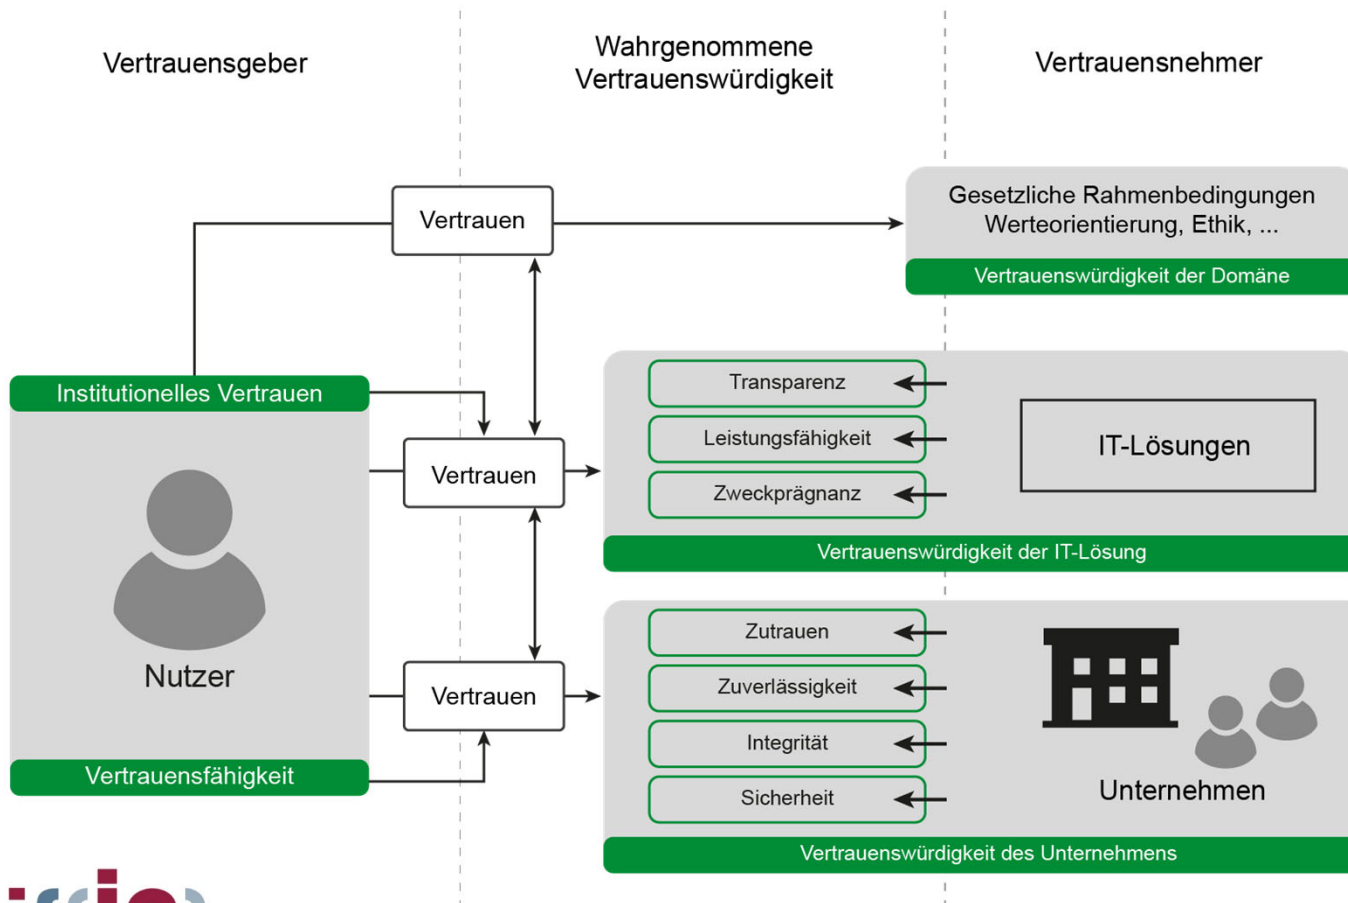 Vertrauensgeber
Wahrgenommene
Vertrauenswürdigkeit
Vertrauensnehmer
Vertrauen
Gesetzliche Rahmenbedingungen
Werteorientierung, Ethik, ...
Vertrauenswürdigkeit der Domäne
Institutionelles Vertrauen
Nutzer
Vertrauensfähigkeit
Vertrauen
Transparenz
Leistungsfähigkeit
Zweckprägnanz
IT-Lösungen
Vertrauenswürdigkeit der IT-Lösung
Vertrauen
Zutrauen
Zuverlässigkeit
Integrität
Sicherheit
Unternehmen
Vertrauenswürdigkeit des Unternehmens